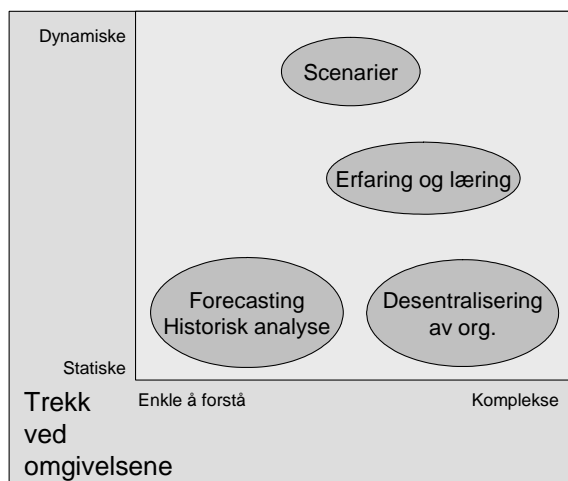 Dynamiske
Scenarier
Erfaring og læring
Forecasting
Historisk analyse
Desentralisering
av org.
Statiske
Enkle å forstå
Komplekse
Trekk
ved
omgivelsene